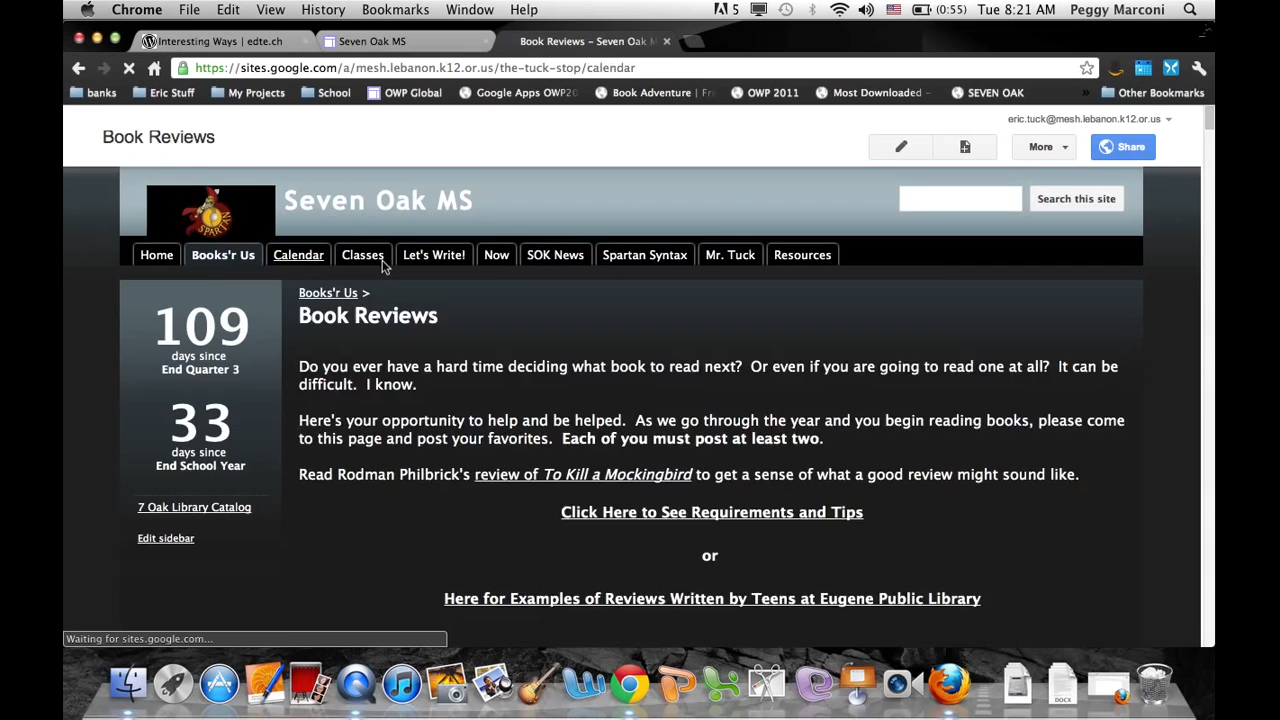 Chrome File Edit View History Bookmarks Window Help 5 (0:55) Tue 8:21 AM Peggy Marconi
Interesting Ways | edte.ch Seven Oak MS Book Reviews – Seven Oak M
https://sites.google.com/a/mesh.lebanon.k12.or.us/the-tuck-stop/calendar
banks Eric Stuff My Projects School OWP Global Google Apps OWP20 Book Adventure | Fr OWP 2011 Most Downloaded – SEVEN OAK Other Bookmarks
eric.tuck@mesh.lebanon.k12.or.us
Book Reviews
More Share
SPARTAN
Seven Oak MS
Search this site
Home Books'r Us Calendar Classes Let's Write! Now SOK News Spartan Syntax Mr. Tuck Resources
109
days since
End Quarter 3
33
days since
End School Year
7 Oak Library Catalog
Edit sidebar
Books'r Us >
Book Reviews
Do you ever have a hard time deciding what book to read next? Or even if you are going to read one at all? It can be
difficult. I know.
Here's your opportunity to help and be helped. As we go through the year and you begin reading books, please come
to this page and post your favorites. Each of you must post at least two.
Read Rodman Philbrick's review of To Kill a Mockingbird to get a sense of what a good review might sound like.
Click Here to See Requirements and Tips
or
Here for Examples of Reviews Written by Teens at Eugene Public Library
Waiting for sites.google.com...